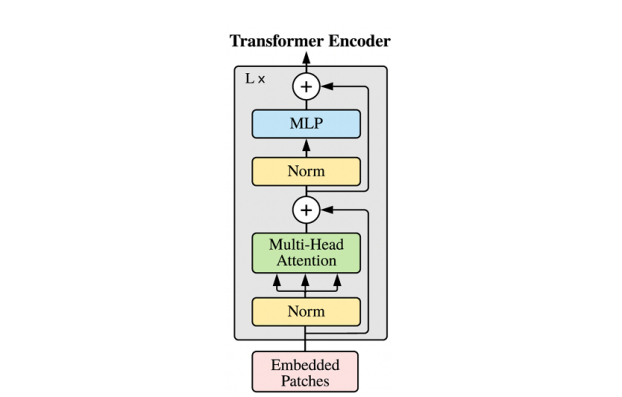 Transformer Encoder
L x
+
MLP
Norm
+
Multi-Head
Attention
Norm
Embedded
Patches